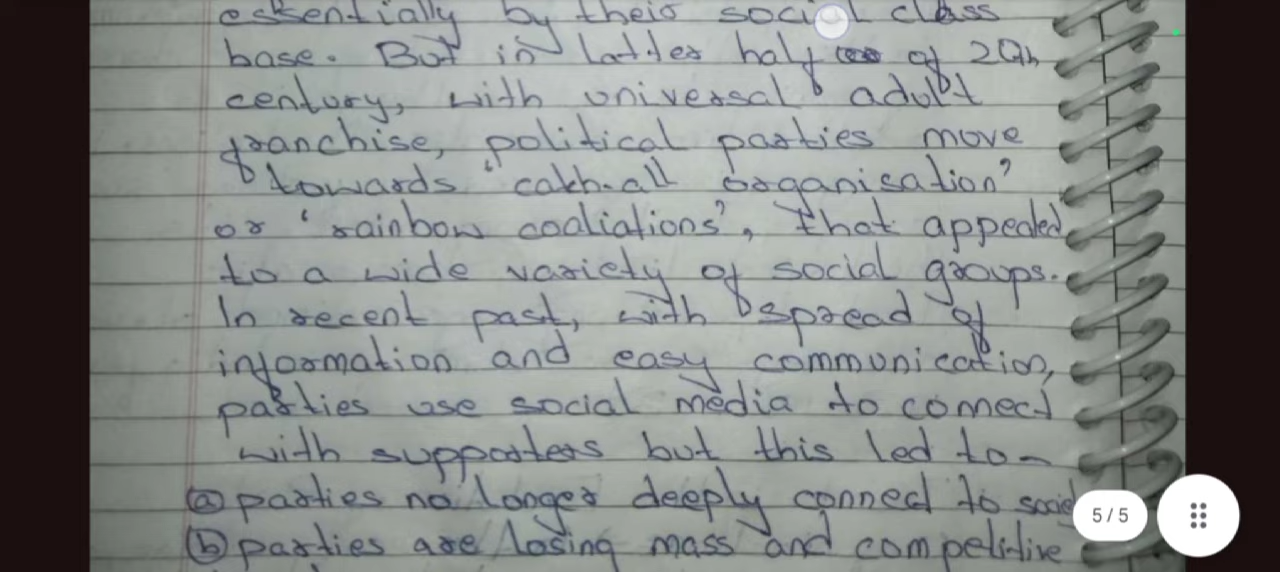 essentially by their social class
base. But in latter half of 20th
century, with universal adult
franchise, political parties move
towards 'catch-all organisation'
or 'rainbow coaliations', that appealed
to a wide variety of social groups.
In recent past, with spread of
information and easy communication,
parties use social media to connect
with supporters but this led to-
(a) parties no longer deeply conned to socie
(b) parties are losing mass and competitive
5/5